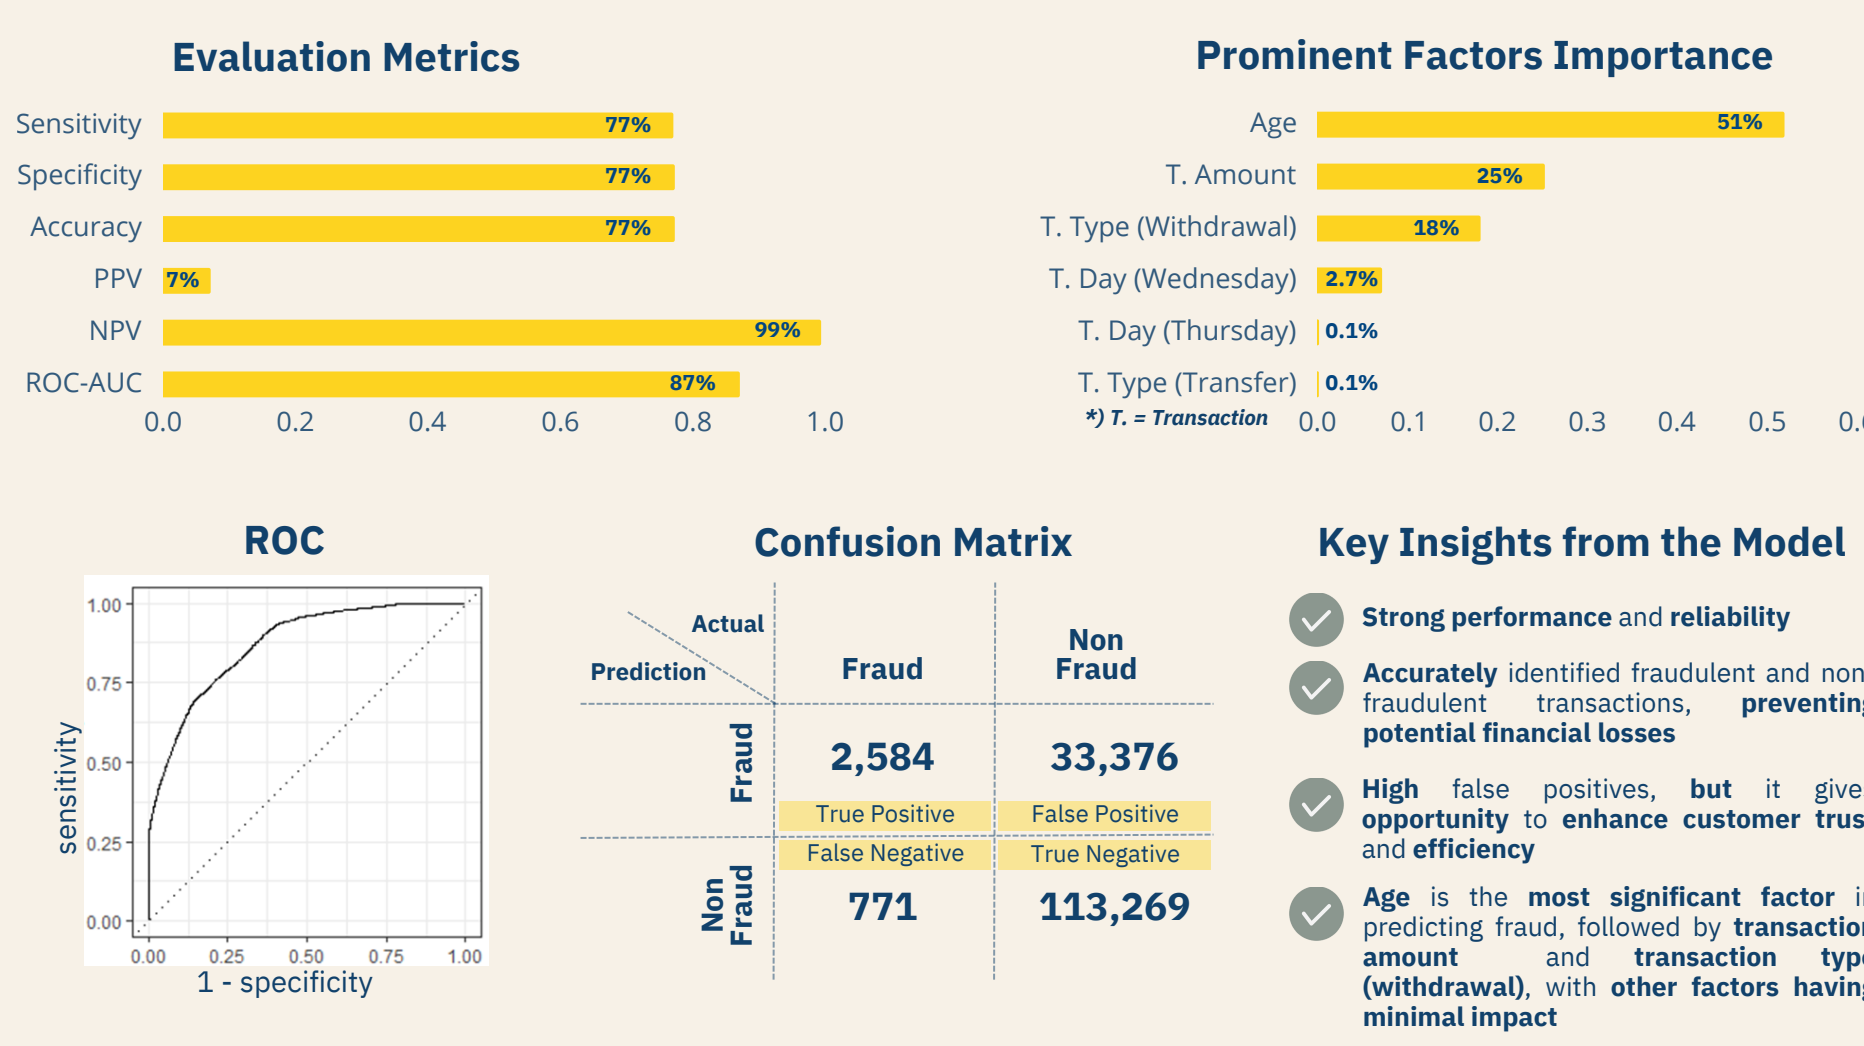 Evaluation Metrics
Sensitivity 77%
Specificity 77%
Accuracy 77%
PPV 7%
NPV 99%
ROC-AUC 87%
0.0 0.2 0.4 0.6 0.8 1.0
Prominent Factors Importance
Age 51%
T. Amount 25%
T. Type (Withdrawal) 18%
T. Day (Wednesday) 2.7%
T. Day (Thursday) 0.1%
T. Type (Transfer) 0.1%
*) T. = Transaction
0.0 0.1 0.2 0.3 0.4 0.5
ROC
sensitivity
1.00
0.75
0.50
0.25
0.00
0.00 0.25 0.50 0.75 1.00
1 - specificity
Confusion Matrix
Actual
Prediction
Fraud
Non
Fraud
Fraud
2,584 33,376
True Positive False Positive
False Negative True Negative
Non
Fraud
771 113,269
Key Insights from the Model
Strong performance and reliability
Accurately identified fraudulent and non
fraudulent transactions, preventing
potential financial losses
High false positives, but it give
opportunity to enhance customer trus
and efficiency
Age is the most significant factor i
predicting fraud, followed by transaction
amount and transaction type
(withdrawal), with other factors having
minimal impact